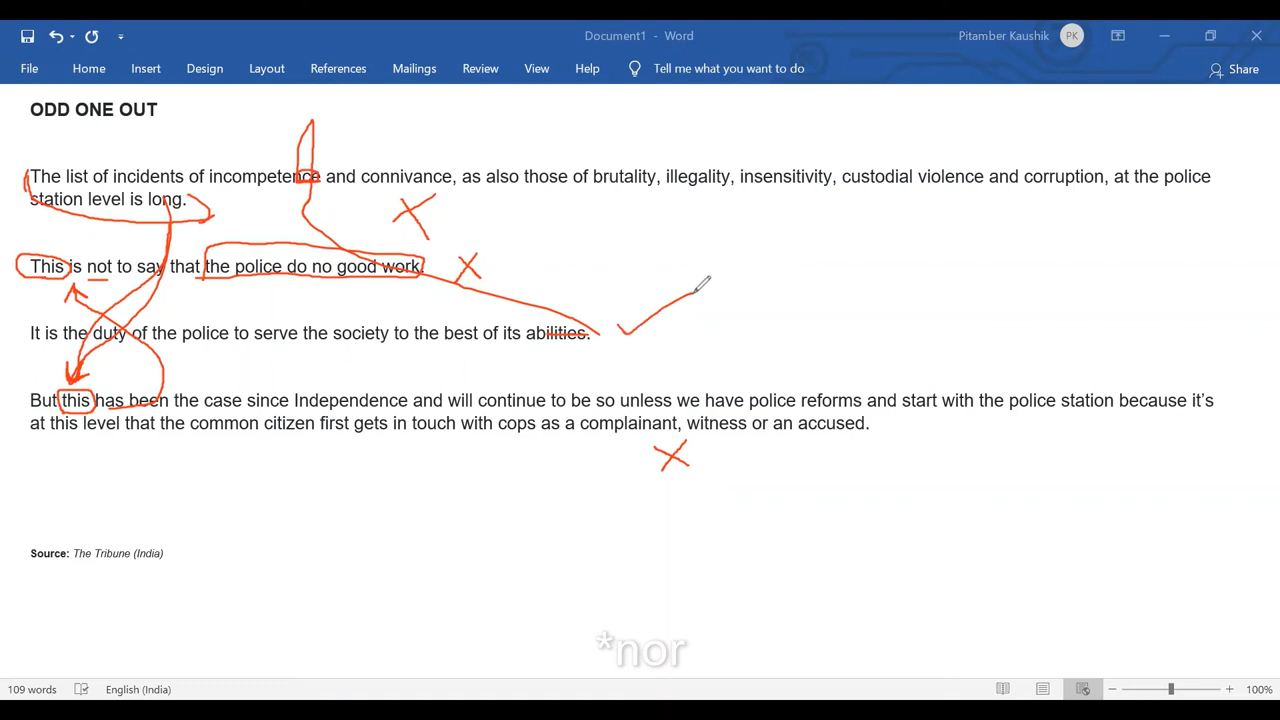 Document1 - Word
Pitamber Kaushik PK
File Home Insert Design Layout References Mailings Review View Help Tell me what you want to do Share
ODD ONE OUT
The list of incidents of incompetence and connivance, as also those of brutality, illegality, insensitivity, custodial violence and corruption, at the police
station level is long.
This is not to say that the police do no good work.
It is the duty of the police to serve the society to the best of its abilities.
But this has been the case since Independence and will continue to be so unless we have police reforms and start with the police station because it's
at this level that the common citizen first gets in touch with cops as a complainant, witness or an accused.
Source: The Tribune (India)
*nor
109 words English (India) 100%